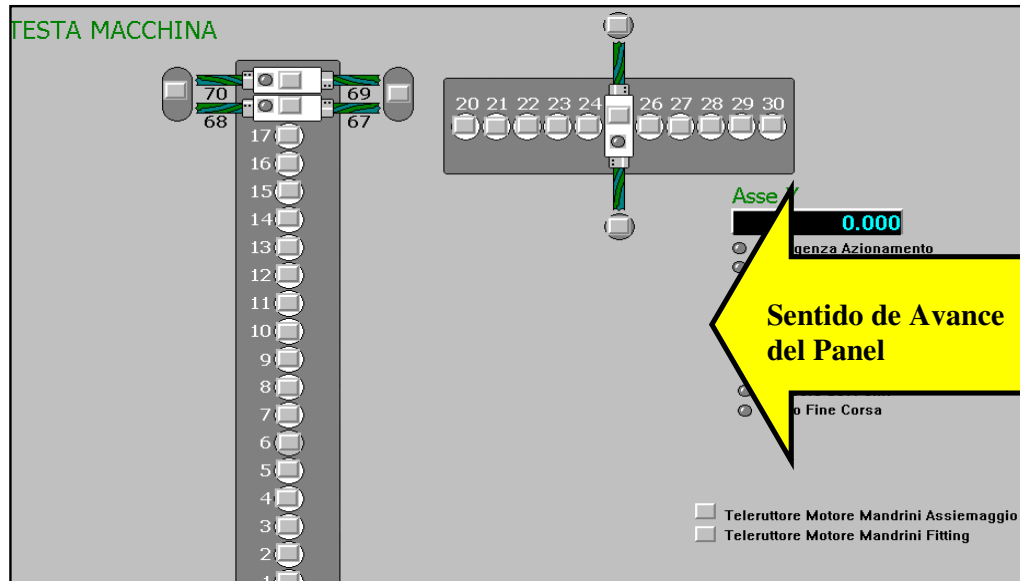 TESTA MACCHINA
70 69
68 67
20 21 22 23 24 26 27 28 29 30
17
16
15
14
13
12
11
10
9
8
7
6
5
4
3
2
1
Asse
0.000
genza Azionamento
Sentido de Avance
del Panel
o Fine Corsa
Teleruttore Motore Mandrini Assiemaggio
Teleruttore Motore Mandrini Fitting